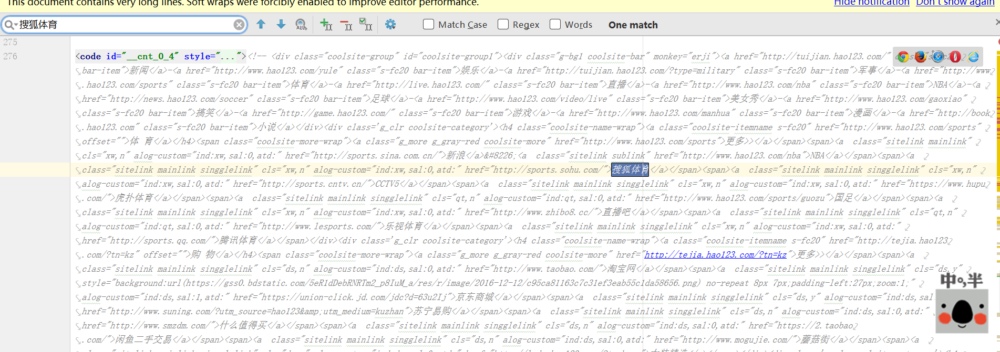 This document contains very long lines. Soft wraps were forcibly enabled to improve editor performance. Hide notification Don't show again
搜狐体育 ALL Match Case Regex Words One match
275
276 <code id="__cnt_0_4" style="..."><!-- <div class="coolsite-group" id="coolsite-group1"><div class="g-bg1 coolsite-bar" monkey="erji"><a href="http://tuijian.hao123.com/"
bar-item">新闻</a>-<a href="http://www.hao123.com/yule" class="s-fc20 bar-item">娱乐</a>-<a href="http://tuijian.hao123.com/?type=military" class="s-fc20 bar-item">军事</a>-<a href="http://www
.hao123.com/sports" class="s-fc20 bar-item">体育</a>-<a href="http://live.hao123.com/" class="s-fc20 bar-item">直播</a>-<a href="http://www.hao123.com/nba" class="s-fc20 bar-item">NBA</a>-<a
href="http://news.hao123.com/soccer" class="s-fc20 bar-item">足球</a>-<a href="http://www.hao123.com/video/live" class="s-fc20 bar-item">美女秀</a>-<a href="http://www.hao123.com/gaoxiao"
class="s-fc20 bar-item">搞笑</a>-<a href="http://game.hao123.com/" class="s-fc20 bar-item">游戏</a>-<a href="http://www.hao123.com/manhua" class="s-fc20 bar-item">漫画</a>-<a href="http://book
.hao123.com" class="s-fc20 bar-item">小说</a></div><div class='g_clr coolsite-category'><h4 class="coolsite-name-wrap"><a class="coolsite-itemname s-fc20" href="http://www.hao123.com/sports"
offset="">体 育</a></h4><span class="coolsite-more-wrap"><a class="g_more g_gray-red coolsite-more" href="http://www.hao123.com/sports">更多>></a></span><span><a class="sitelink mainlink"
cls="xw,n" alog-custom="ind:xw,sal:0,atd:" href="http://sports.sina.com.cn/">新浪</a>&#8226;<a class="sitelink sublink" href="http://www.hao123.com/nba">NBA</a></span><span><a
class="sitelink mainlink singglelink" cls="xw,n" alog-custom="ind:xw,sal:0,atd:" href="http://sports.sohu.com/">搜狐体育</a></span><span><a class="sitelink mainlink singglelink" cls="xw,n"
alog-custom="ind:xw,sal:0,atd:" href="http://sports.cntv.cn/">CCTV5</a></span><span><a class="sitelink mainlink singglelink" cls="xw,n" alog-custom="ind:xw,sal:0,atd:" href="https://www.hupu
.com/">虎扑体育</a></span><span><a class="sitelink mainlink singglelink" cls="qt,n" alog-custom="ind:qt,sal:0,atd:" href="http://www.hao123.com/sports/guozu">国足</a></span><span><a
class="sitelink mainlink singglelink" cls="xw,n" alog-custom="ind:xw,sal:0,atd:" href="http://www.zhibo8.cc/">直播吧</a></span><span><a class="sitelink mainlink singglelink" cls="qt,n"
alog-custom="ind:qt,sal:0,atd:" href="http://www.lesports.com/">乐视体育</a></span><span><a class="sitelink mainlink singglelink" cls="xw,n" alog-custom="ind:xw,sal:0,atd:"
href="http://sports.qq.com/">腾讯体育</a></span></div><div class='g_clr coolsite-category'><h4 class="coolsite-name-wrap"><a class="coolsite-itemname s-fc20" href="http://tejia.hao123
.com/?tn=kz" offset="">购 物</a></h4><span class="coolsite-more-wrap"><a class="g_more g_gray-red coolsite-more" href="http://tejia.hao123.com/?tn=kz">更多>></a></span><span><a
class="sitelink mainlink singglelink" cls="ds,n" alog-custom="ind:ds,sal:0,atd:" href="http://www.taobao.com/">淘宝网</a></span><span><a class="sitelink mainlink singglelink" cls="ds,y"
style="background:url(https://gss0.bdstatic.com/5eR1dDebRNRTm2_p8IuM_a/res/r/image/2016-12-12/c95ca81163c7c31ef3eab55c1da58656.png) no-repeat 8px 7px;padding-left:27px;zoom:1;"
alog-custom="ind:ds,sal:1,atd:" href="https://union-click.jd.com/jdc?d=63u2Ij">京东商城</a></span><span><a class="sitelink mainlink singglelink" cls="ds,y" alog-custom="ind:ds,sal
href="http://www.suning.com/?utm_source=hao123&amp;utm_medium=kuzhan">苏宁易购</a></span><span><a class="sitelink mainlink singglelink" cls="ds,n" alog-custom="ind:ds,sal:0,atd:"
href="http://www.smzdm.com/">什么值得买</a></span><span><a class="sitelink mainlink singglelink" cls="ds,n" alog-custom="ind:ds,sal:0,atd:" href="https://2.taobao
.com/">闲鱼二手交易</a></span><span><a class="sitelink mainlink singglelink" cls="ds,n" alog-custom="ind:ds,sal:0,atd:" href="http://www.mogujie.com/">蘑菇街</a></span><span><a
中 半